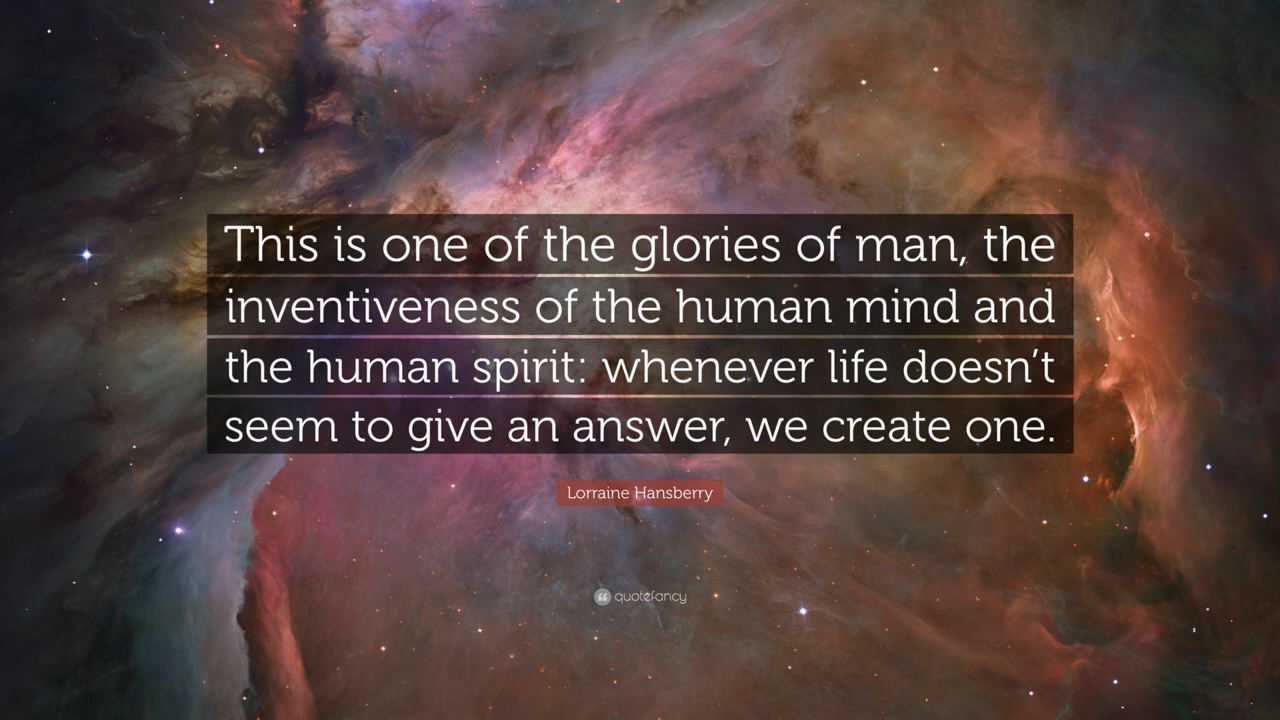 This is one of the glories of man, the
inventiveness of the human mind and
the human spirit: whenever life doesn’t
seem to give an answer, we create one.
Lorraine Hansberry
quotefancy